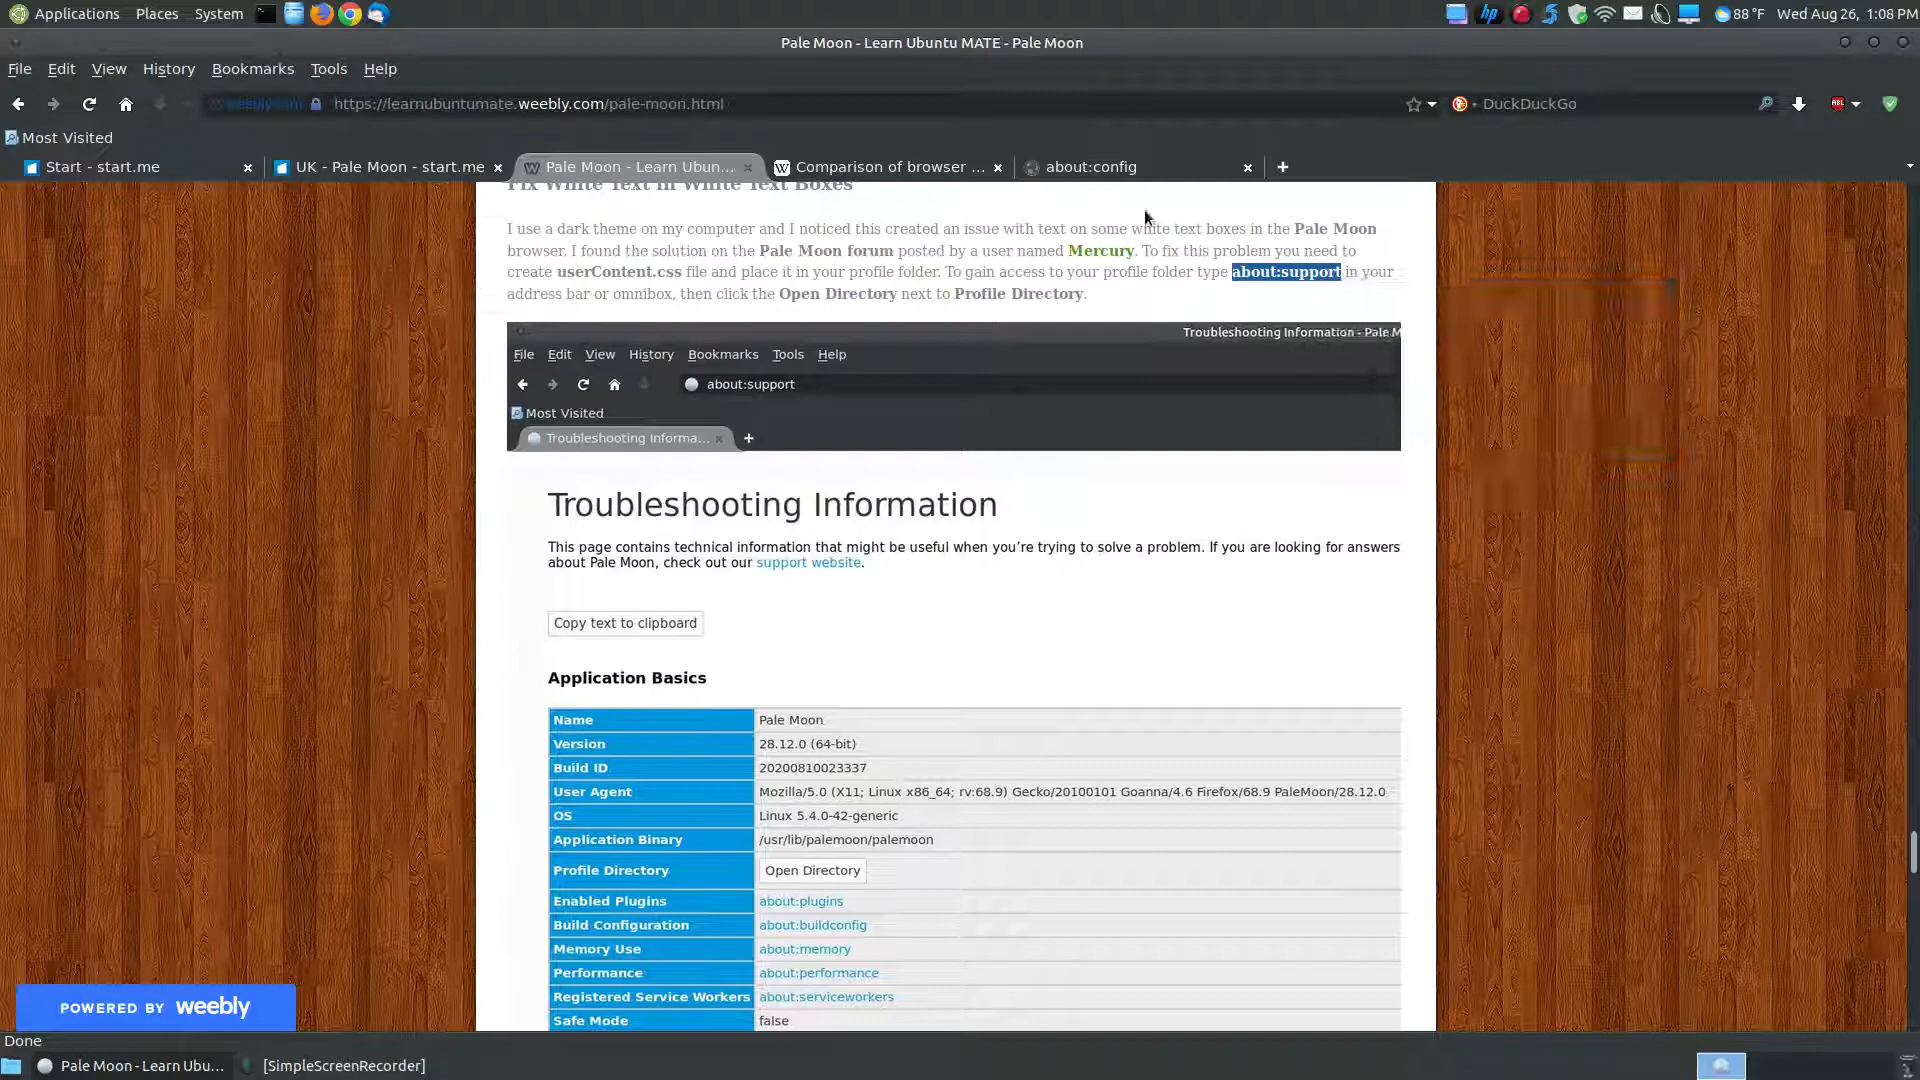 Applications Places System
88 °F Wed Aug 26, 1:08 PM
Pale Moon - Learn Ubuntu MATE - Pale Moon
File Edit View History Bookmarks Tools Help
weebly.com https://learnubuntumate.weebly.com/pale-moon.html DuckDuckGo ABL
Most Visited
Start - start.me UK - Pale Moon - start.me Pale Moon - Learn Ubun... Comparison of browser ... about:config
Fix White Text in White Text Boxes
I use a dark theme on my computer and I noticed this created an issue with text on some white text boxes in the Pale Moon
browser. I found the solution on the Pale Moon forum posted by a user named Mercury. To fix this problem you need to
create userContent.css file and place it in your profile folder. To gain access to your profile folder type about:support in your
address bar or omnibox, then click the Open Directory next to Profile Directory.
Troubleshooting Information - Pale M
File Edit View History Bookmarks Tools Help
about:support
Most Visited
Troubleshooting Informa...
Troubleshooting Information
This page contains technical information that might be useful when you're trying to solve a problem. If you are looking for answers
about Pale Moon, check out our support website.
Copy text to clipboard
Application Basics
Name Pale Moon
Version 28.12.0 (64-bit)
Build ID 20200810023337
User Agent Mozilla/5.0 (X11; Linux x86_64; rv:68.9) Gecko/20100101 Goanna/4.6 Firefox/68.9 PaleMoon/28.12.0
OS Linux 5.4.0-42-generic
Application Binary /usr/lib/palemoon/palemoon
Profile Directory Open Directory
Enabled Plugins about:plugins
Build Configuration about:buildconfig
Memory Use about:memory
Performance about:performance
Registered Service Workers about:serviceworkers
Safe Mode false
POWERED BY weebly
Done
Pale Moon - Learn Ubu... [SimpleScreenRecorder]